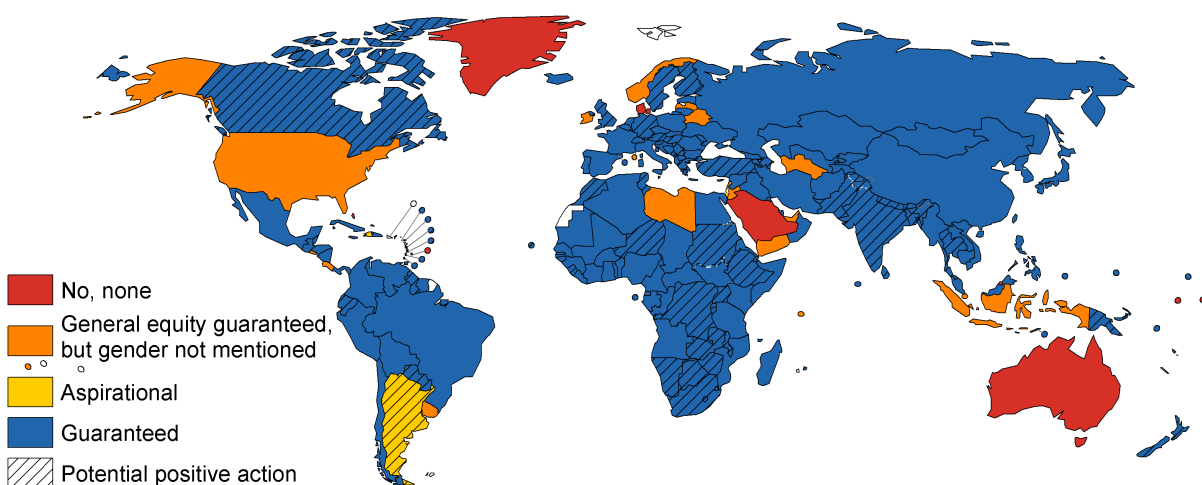 No, none
General equity guaranteed,
but gender not mentioned
Aspirational
Guaranteed
Potential positive action